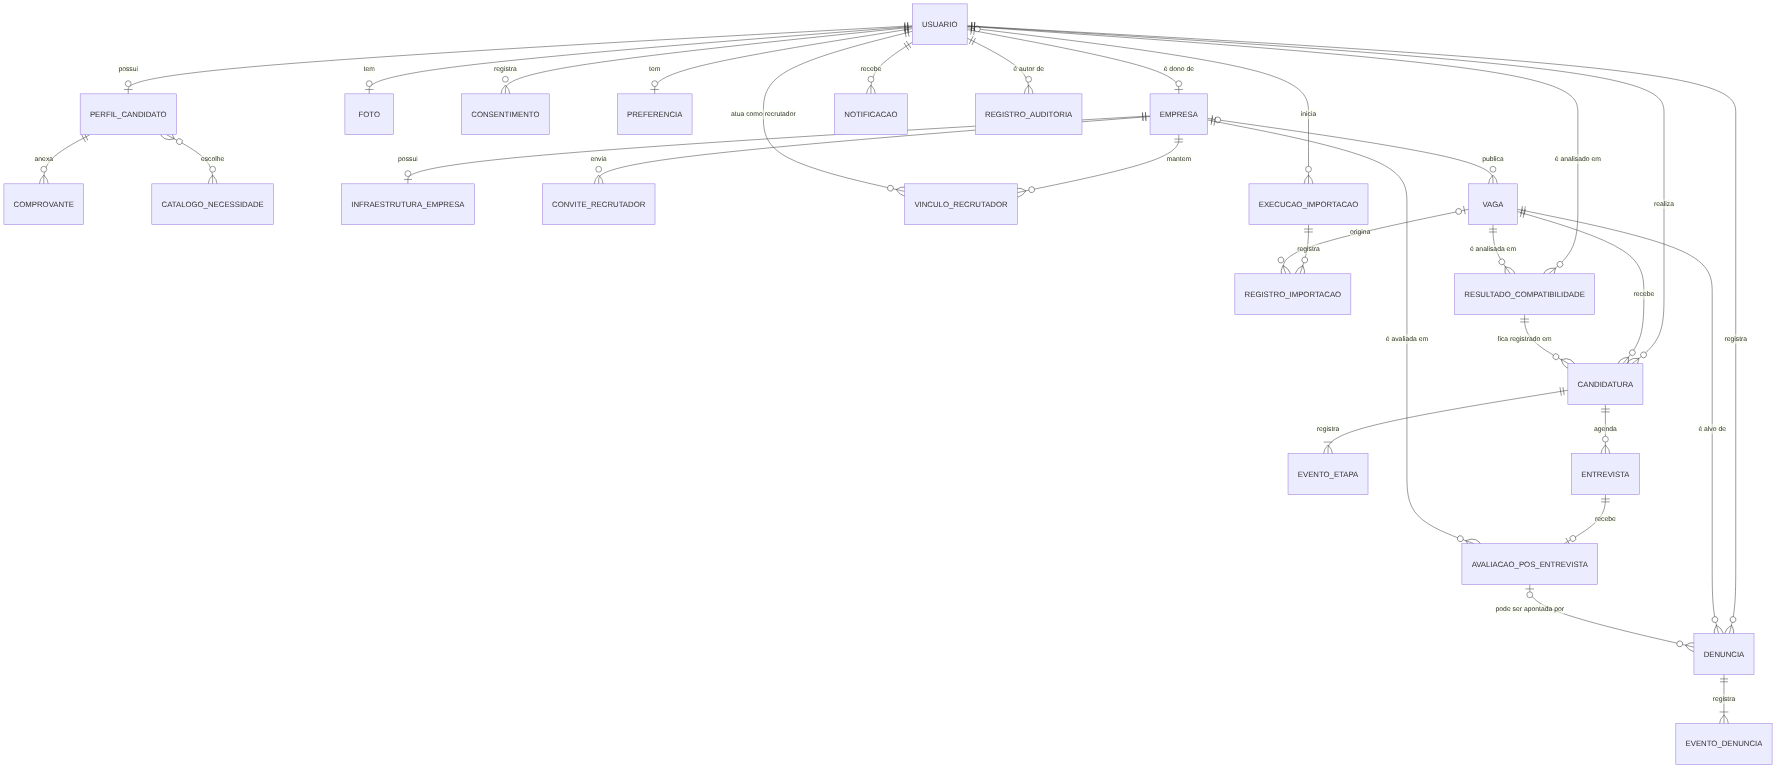 USUARIO
possui
tem
registra
tem
atua como recrutador
recebe
é autor de
é dono de
inicia
é analisado em
realiza
registra
PERFIL_CANDIDATO
FOTO
CONSENTIMENTO
PREFERENCIA
NOTIFICACAO
REGISTRO_AUDITORIA
EMPRESA
anexa
escolhe
possui
envia
mantem
publica
COMPROVANTE
CATALOGO_NECESSIDADE
INFRAESTRUTURA_EMPRESA
CONVITE_RECRUTADOR
VINCULO_RECRUTADOR
EXECUCAO_IMPORTACAO
VAGA
origina
registra
é analisada em
recebe
REGISTRO_IMPORTACAO
RESULTADO_COMPATIBILIDADE
é avaliada em
fica registrado em
CANDIDATURA
registra
agenda
é alvo de
EVENTO_ETAPA
ENTREVISTA
recebe
AVALIACAO_POS_ENTREVISTA
pode ser apontada por
DENUNCIA
registra
EVENTO_DENUNCIA